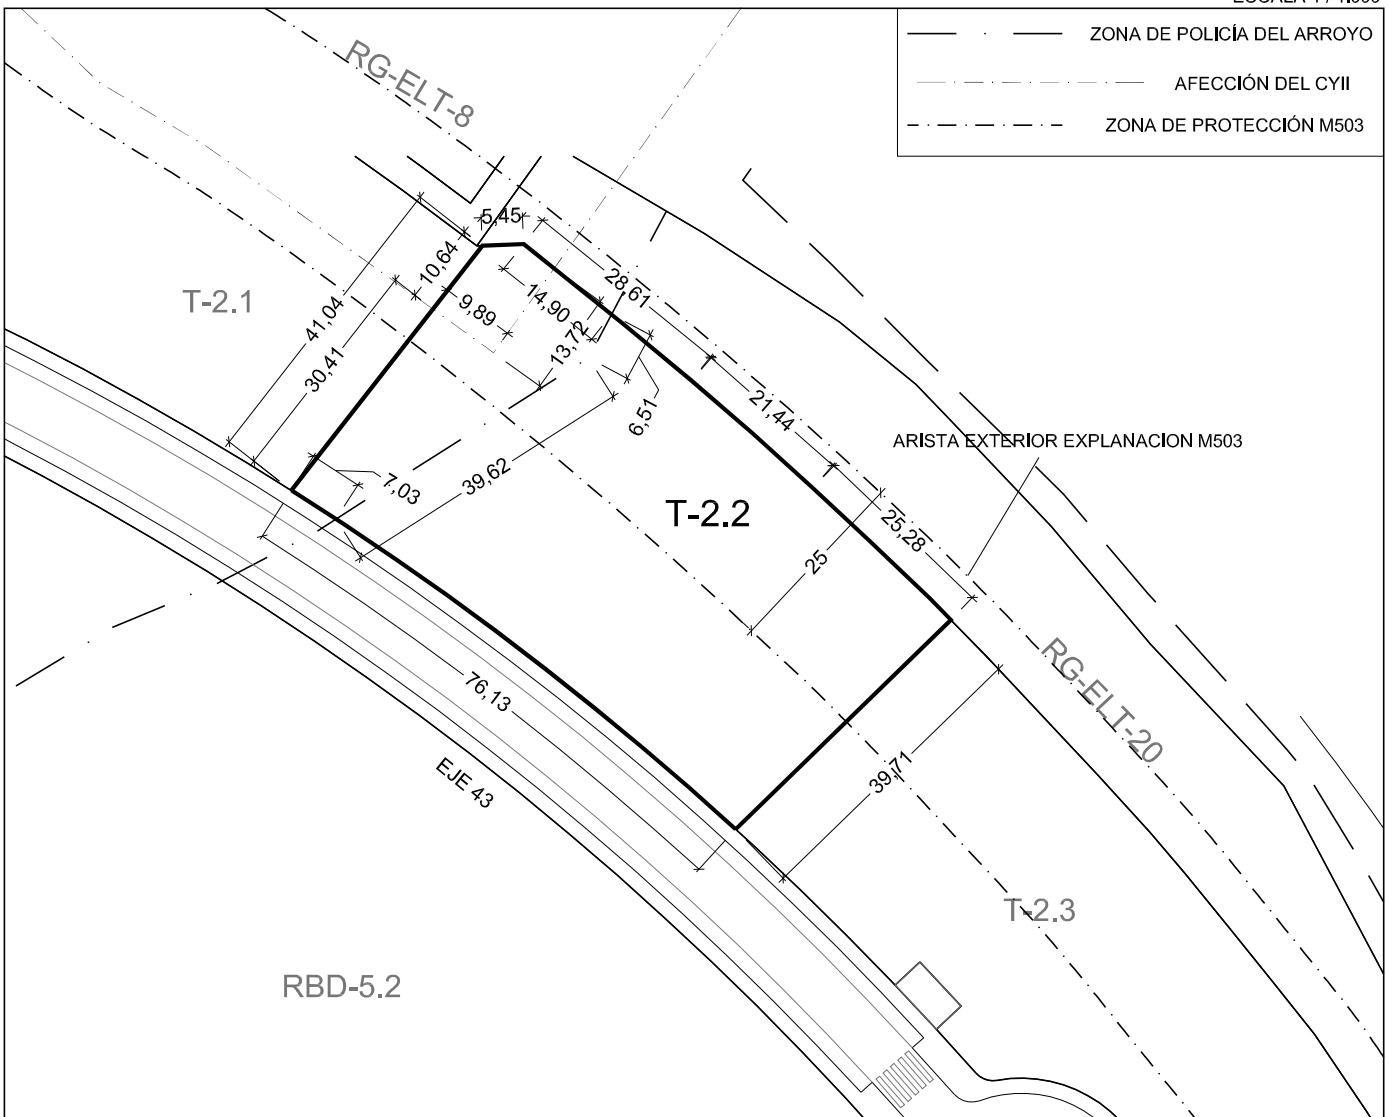 ZONA DE POLICÍA DEL ARROYO
AFECCIÓN DEL CYII
ZONA DE PROTECCIÓN M503
RG-ELT-8
5,45
10,64
28,61
14,90
9,89
T-2.1
41,04
13,72
30,41
6,51
21,44
ARISTA EXTERIOR EXPLANACION M503
7,03
39,62
T-2.2
25,28
25
RG-ELT-20
76,13
EJE 43
39,71
T-2.3
RBD-5.2